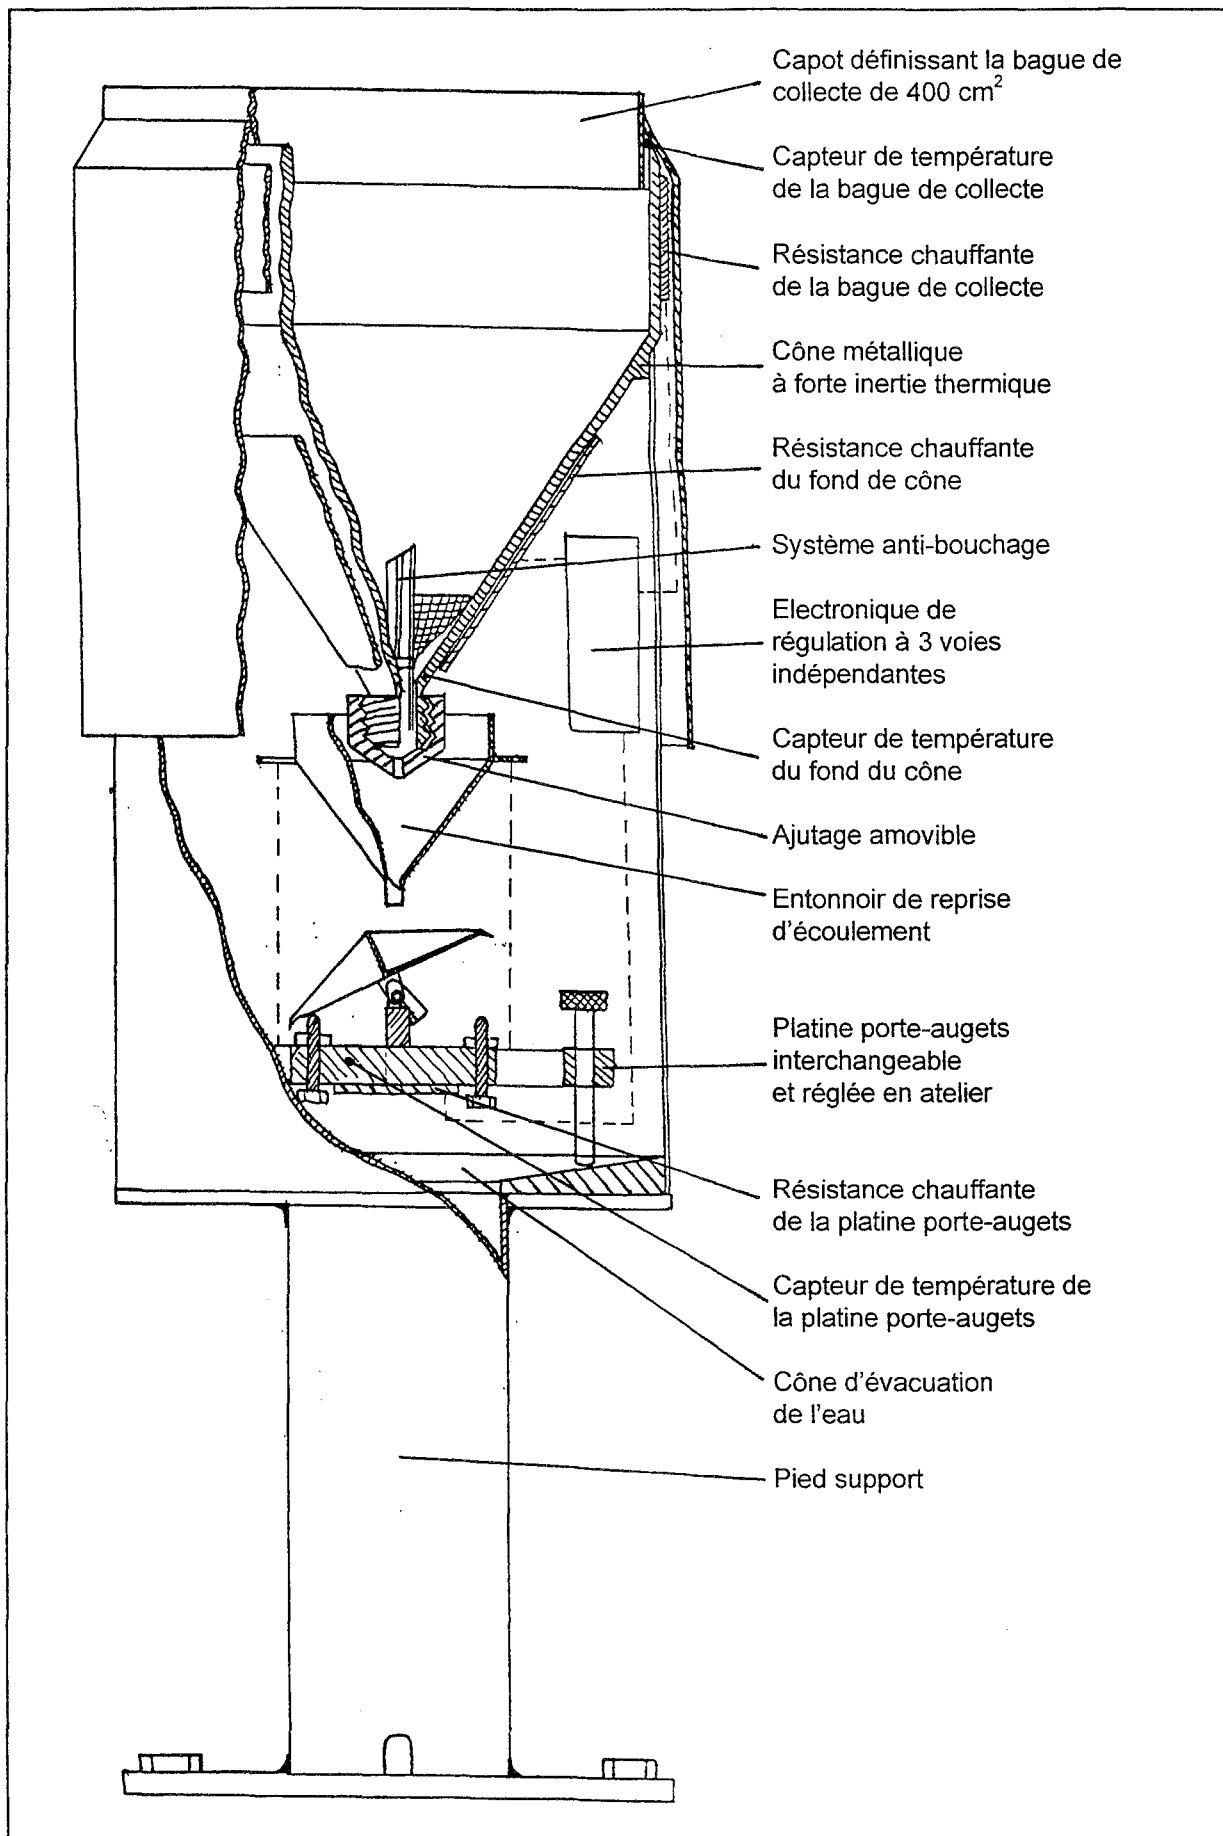 Capot définissant la bague de
collecte de 400 cm²
Capteur de température
de la bague de collecte
Résistance chauffante
de la bague de collecte
Cône métallique
à forte inertie thermique
Résistance chauffante
du fond de cône
Système anti-bouchage
Electronique de
régulation à 3 voies
indépendantes
Capteur de température
du fond du cône
Ajutage amovible
Entonnoir de reprise
d'écoulement
Platine porte-augets
interchangeable
et réglée en atelier
Résistance chauffante
de la platine porte-augets
Capteur de température de
la platine porte-augets
Cône d'évacuation
de l'eau
Pied support